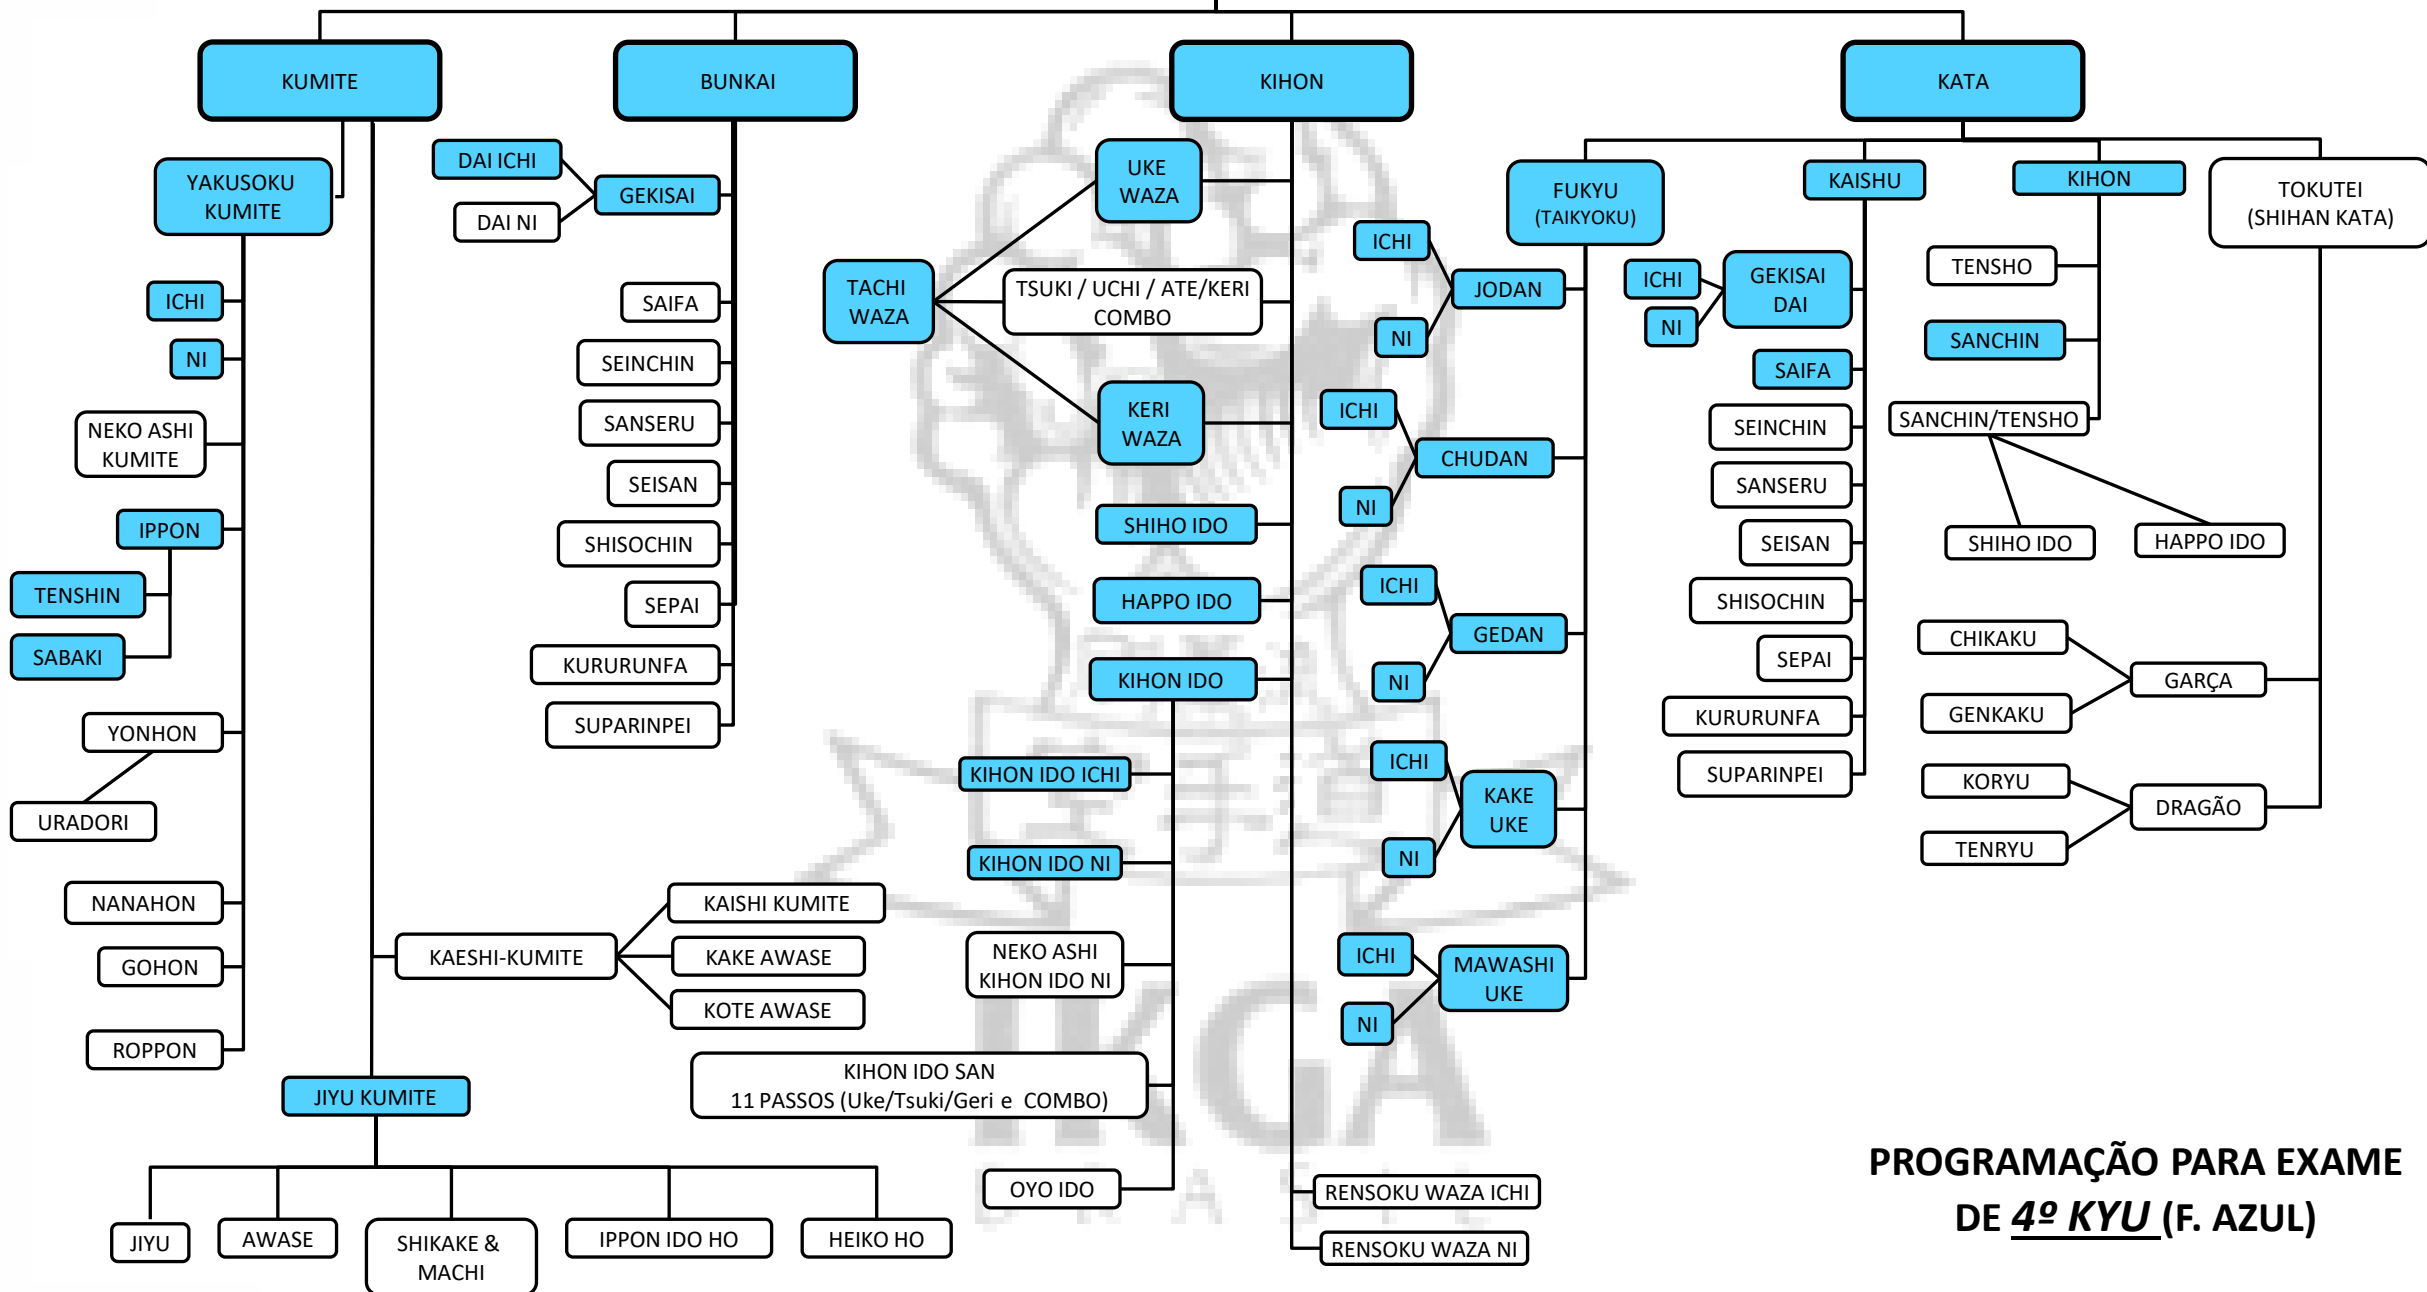 KUMITE
BUNKAI
KIHON
KATA
YAKUSOKU
KUMITE
ICHI
NI
NEKO ASHI
KUMITE
IPPON
TENSHIN
SABAKI
YONHON
URADORI
NANAHON
GOHON
ROPPON
KAESHI-KUMITE
KAISHI KUMITE
KAKE AWASE
KOTE AWASE
JIYU KUMITE
JIYU
AWASE
SHIKAKE &
MACHI
IPPON IDO HO
HEIKO HO
DAI ICHI
DAI NI
GEKISAI
SAIFA
SEINCHIN
SANSERU
SEISAN
SHISOCHIN
SEPAI
KURURUNFA
SUPARINPEI
TACHI
WAZA
UKE
WAZA
TSUKI / UCHI / ATE/KERI
COMBO
KERI
WAZA
SHIHO IDO
HAPPO IDO
KIHON IDO
KIHON IDO ICHI
KIHON IDO NI
NEKO ASHI
KIHON IDO NI
KIHON IDO SAN
11 PASSOS (Uke/Tsuki/Geri e COMBO)
OYO IDO
RENSOKU WAZA ICHI
RENSOKU WAZA NI
FUKYU
(TAIKYOKU)
ICHI
NI
JODAN
ICHI
NI
CHUDAN
ICHI
NI
GEDAN
ICHI
NI
KAKE
UKE
ICHI
NI
MAWASHI
UKE
KAISHU
ICHI
NI
GEKISAI
DAI
SAIFA
SEINCHIN
SANSERU
SEISAN
SHISOCHIN
SEPAI
KURURUNFA
SUPARINPEI
KIHON
TENSHO
SANCHIN
SANCHIN/TENSHO
SHIHO IDO
HAPPO IDO
TOKUTEI
(SHIHAN KATA)
CHIKAKU
GENKAKU
GARÇA
KORYU
TENRYU
DRAGÃO
IKGA
BRASIL
PROGRAMAÇÃO PARA EXAME
DE 4º KYU (F. AZUL)